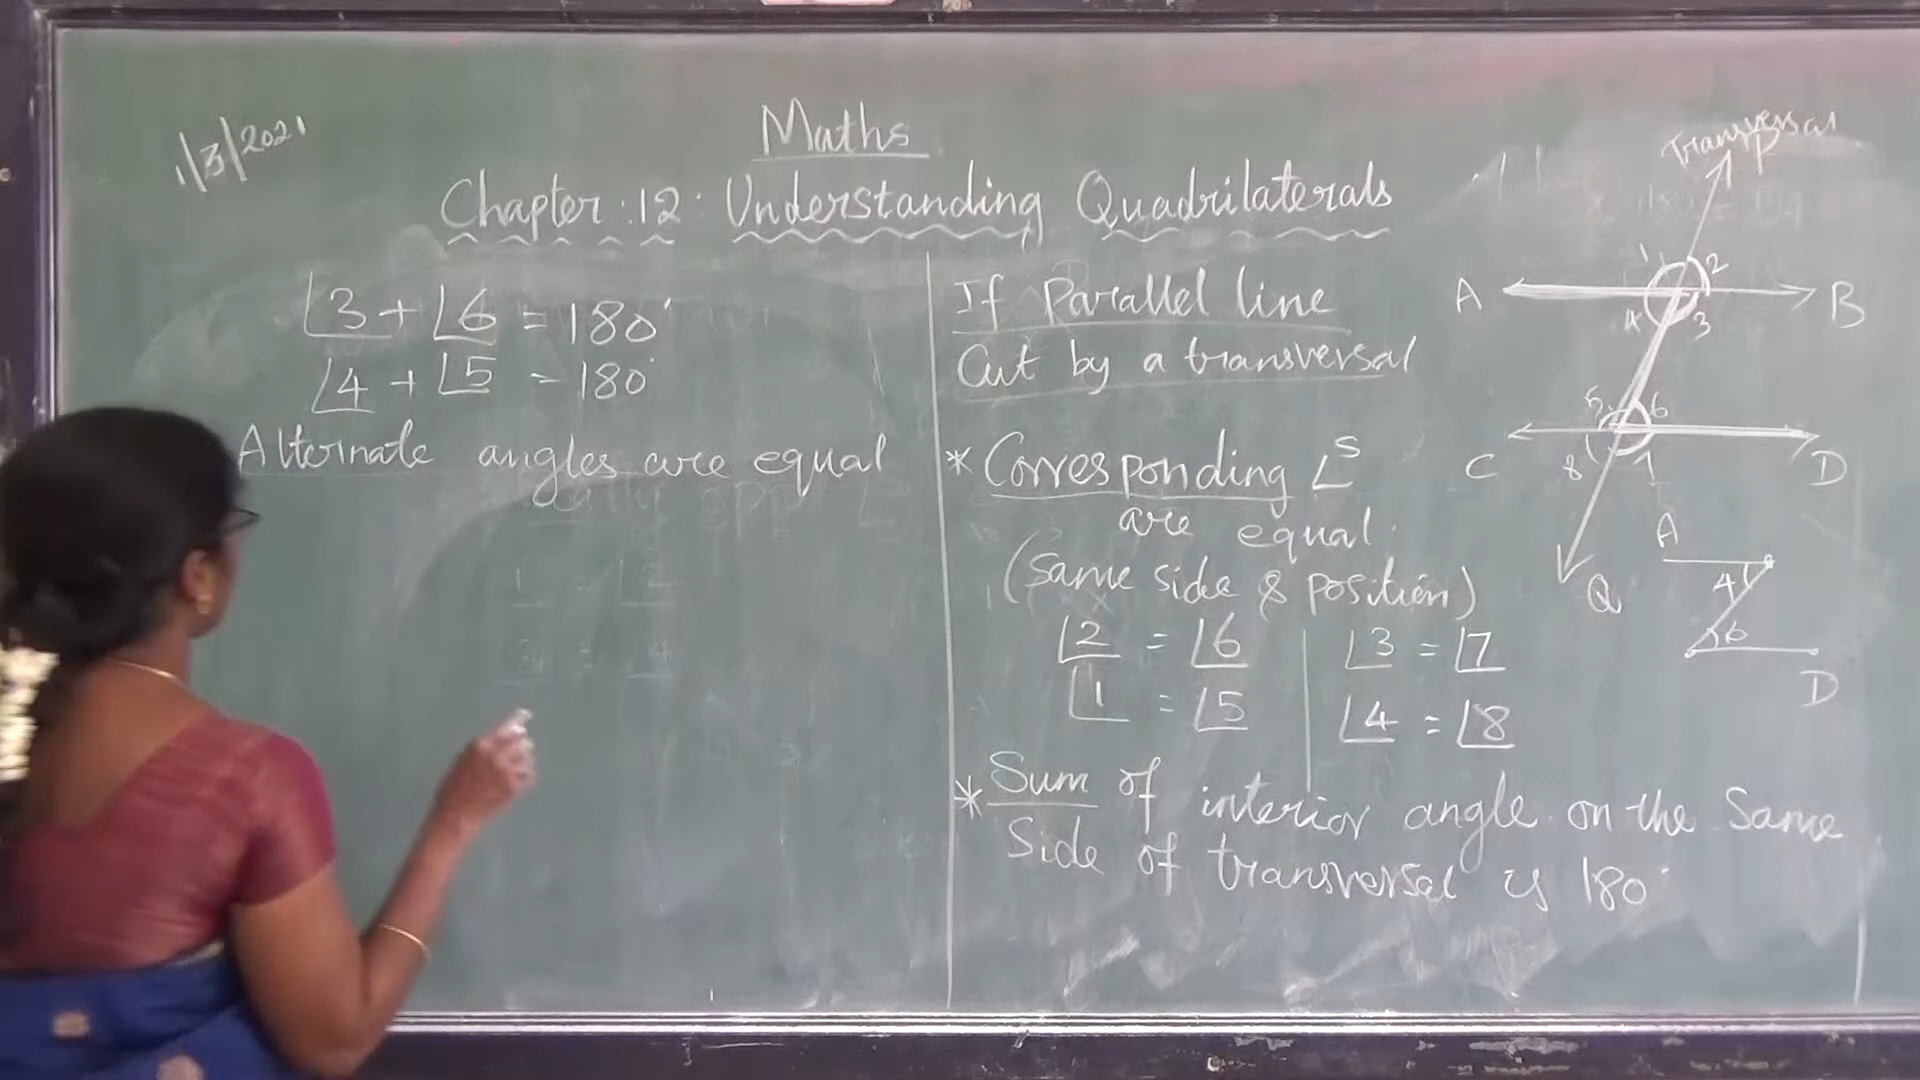 1/3/2021
Maths
Chapter:12: Understanding Quadrilaterals
∠3 + ∠6 = 180°
∠4 + ∠5 = 180°
Alternate angles are equal
If Parallel line
Cut by a transversal
* Corresponding ∠s
are equal.
(Same side & position)
∠2 = ∠6
∠1 = ∠5
∠3 = ∠7
∠4 = ∠8
* Sum of interior angle on the Same
Side of transversal is 180°
Transversal
P
1 2
A B
4 3
5 6
C D
8 7
Q
A
4
6
D